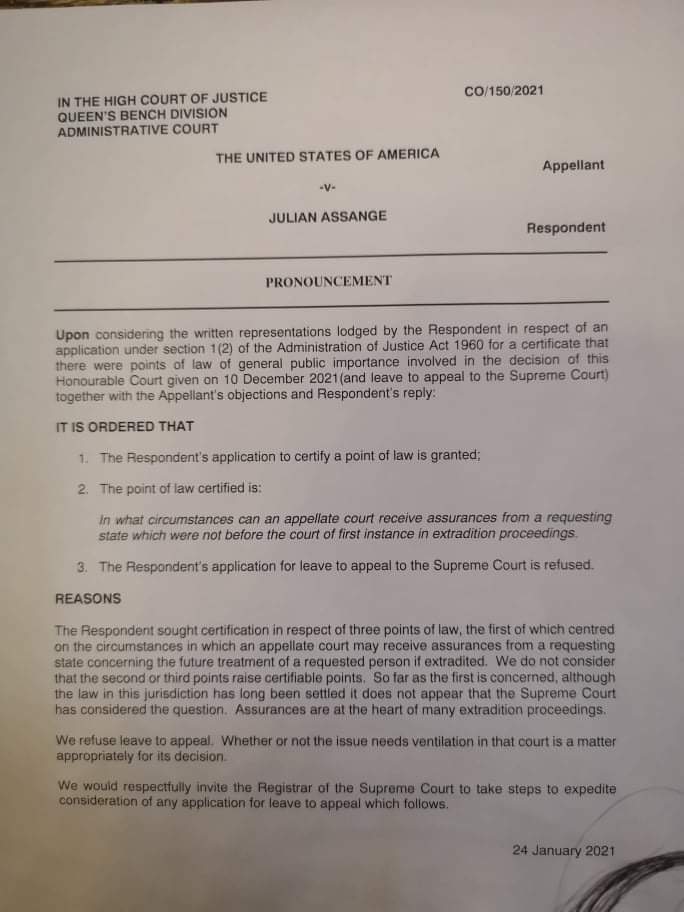 CO/150/2021
IN THE HIGH COURT OF JUSTICE
QUEEN'S BENCH DIVISION
ADMINISTRATIVE COURT
THE UNITED STATES OF AMERICA
Appellant
-v-
JULIAN ASSANGE
Respondent
PRONOUNCEMENT
Upon considering the written representations lodged by the Respondent in respect of an
application under section 1(2) of the Administration of Justice Act 1960 for a certificate that
there were points of law of general public importance involved in the decision of this
Honourable Court given on 10 December 2021(and leave to appeal to the Supreme Court)
together with the Appellant's objections and Respondent's reply:
IT IS ORDERED THAT
1. The Respondent's application to certify a point of law is granted;
2. The point of law certified is:
In what circumstances can an appellate court receive assurances from a requesting
state which were not before the court of first instance in extradition proceedings.
3. The Respondent's application for leave to appeal to the Supreme Court is refused.
REASONS
The Respondent sought certification in respect of three points of law, the first of which centred
on the circumstances in which an appellate court may receive assurances from a requesting
state concerning the future treatment of a requested person if extradited. We do not consider
that the second or third points raise certifiable points. So far as the first is concerned, although
the law in this jurisdiction has long been settled it does not appear that the Supreme Court
has considered the question. Assurances are at the heart of many extradition proceedings.
We refuse leave to appeal. Whether or not the issue needs ventilation in that court is a matter
appropriately for its decision.
We would respectfully invite the Registrar of the Supreme Court to take steps to expedite
consideration of any application for leave to appeal which follows.
24 January 2021